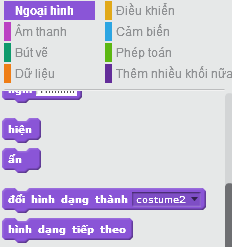 Ngoại hình Điều khiển
Âm thanh Cảm biến
Bút vẽ Phép toán
Dữ liệu Thêm nhiều khối nữa
hiện
ẩn
đổi hình dạng thành costume2
hình dạng tiếp theo